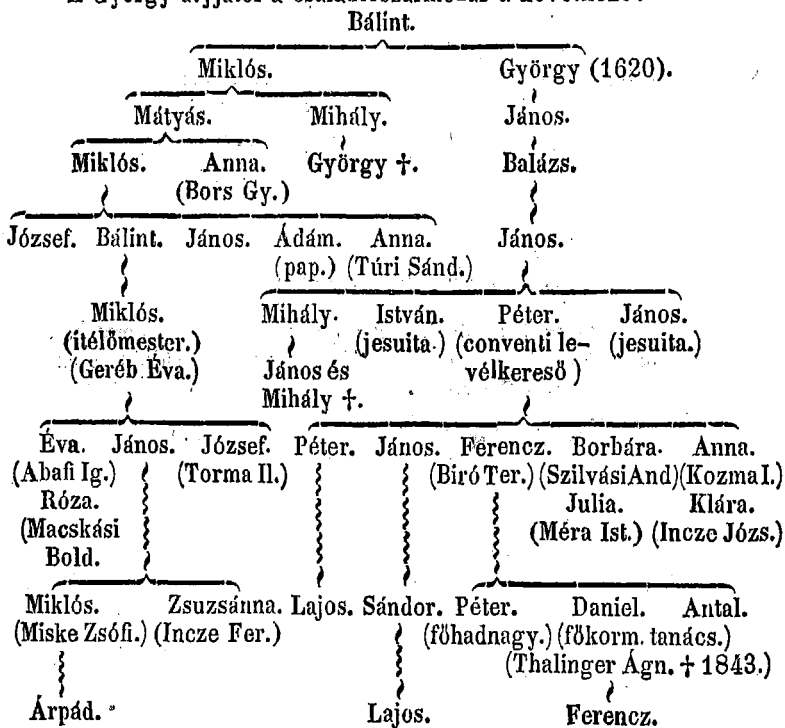 Bálint.
Miklós. György (1620).
Mátyás. Mihály. János.
Miklós. Anna. György †. Balázs.
(Bors Gy.)
József. Bálint. János. Ádám. Anna. János.
(pap.) (Túri Sánd.)
Miklós. Mihály. István. Péter. János.
(itélőmester.) (jesuita.) (conventi le- (jesuita.)
(Geréb Éva.) János és vélkereső)
Mihály †.
Éva. János. József. Péter. János. Ferencz. Borbára. Anna.
(Abafi Ig.) (Torma Il.) (Biró Ter.) (Szilvási And) (Kozma I.)
Róza. Julia. Klára.
(Macskási (Méra Ist.) (Incze Józs.)
Bold.
Miklós. Zsuzsánna. Lajos. Sándor. Péter. Daniel. Antal.
(Miske Zsófi.) (Incze Fer.) (főhadnagy.) (főkorm. tanács.)
(Thalinger Ágn. † 1843.)
Árpád. Lajos. Ferencz.